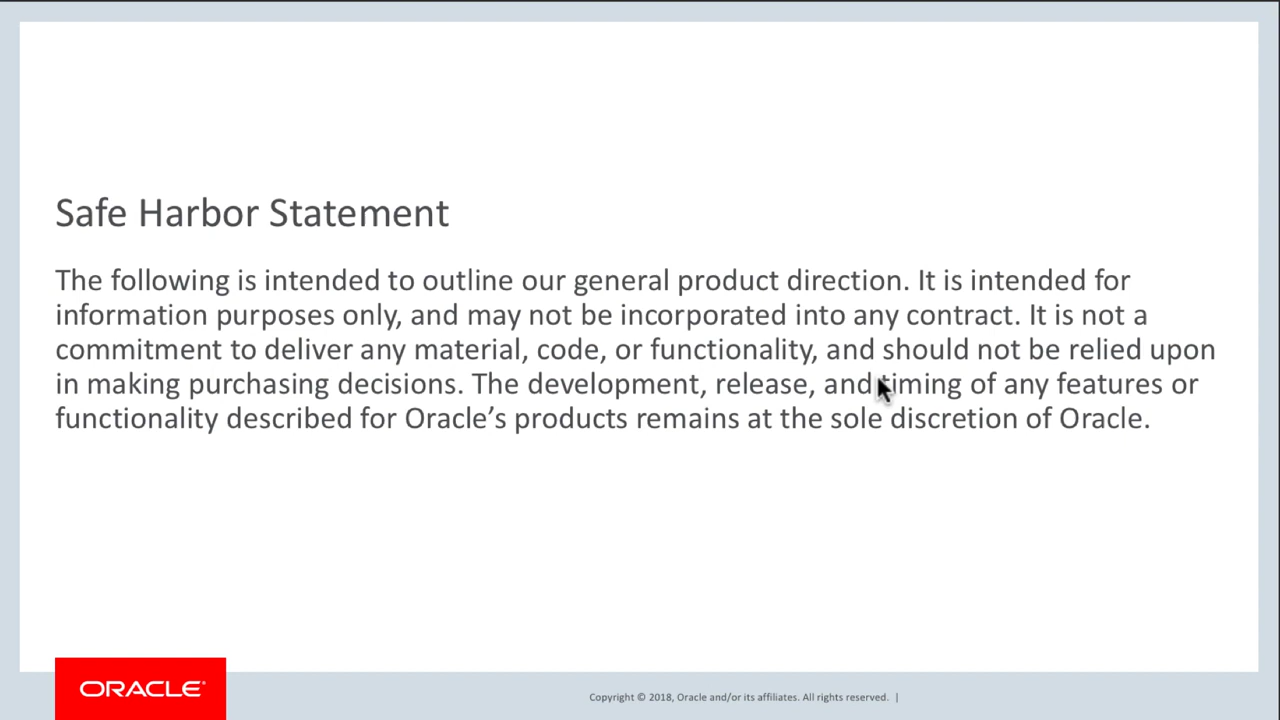 Safe Harbor Statement
The following is intended to outline our general product direction. It is intended for
information purposes only, and may not be incorporated into any contract. It is not a
commitment to deliver any material, code, or functionality, and should not be relied upon
in making purchasing decisions. The development, release, and timing of any features or
functionality described for Oracle’s products remains at the sole discretion of Oracle.
ORACLE®
Copyright © 2018, Oracle and/or its affiliates. All rights reserved. |